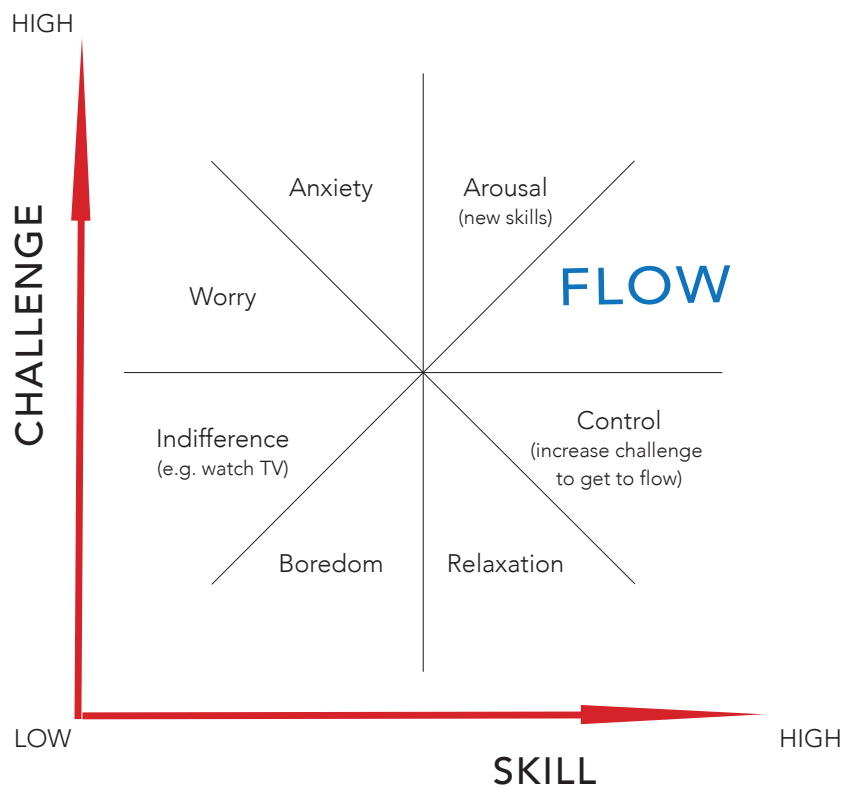 HIGH
CHALLENGE
Anxiety
Arousal
(new skills)
Worry
FLOW
Indifference
(e.g. watch TV)
Control
(increase challenge
to get to flow)
Boredom
Relaxation
LOW
HIGH
SKILL